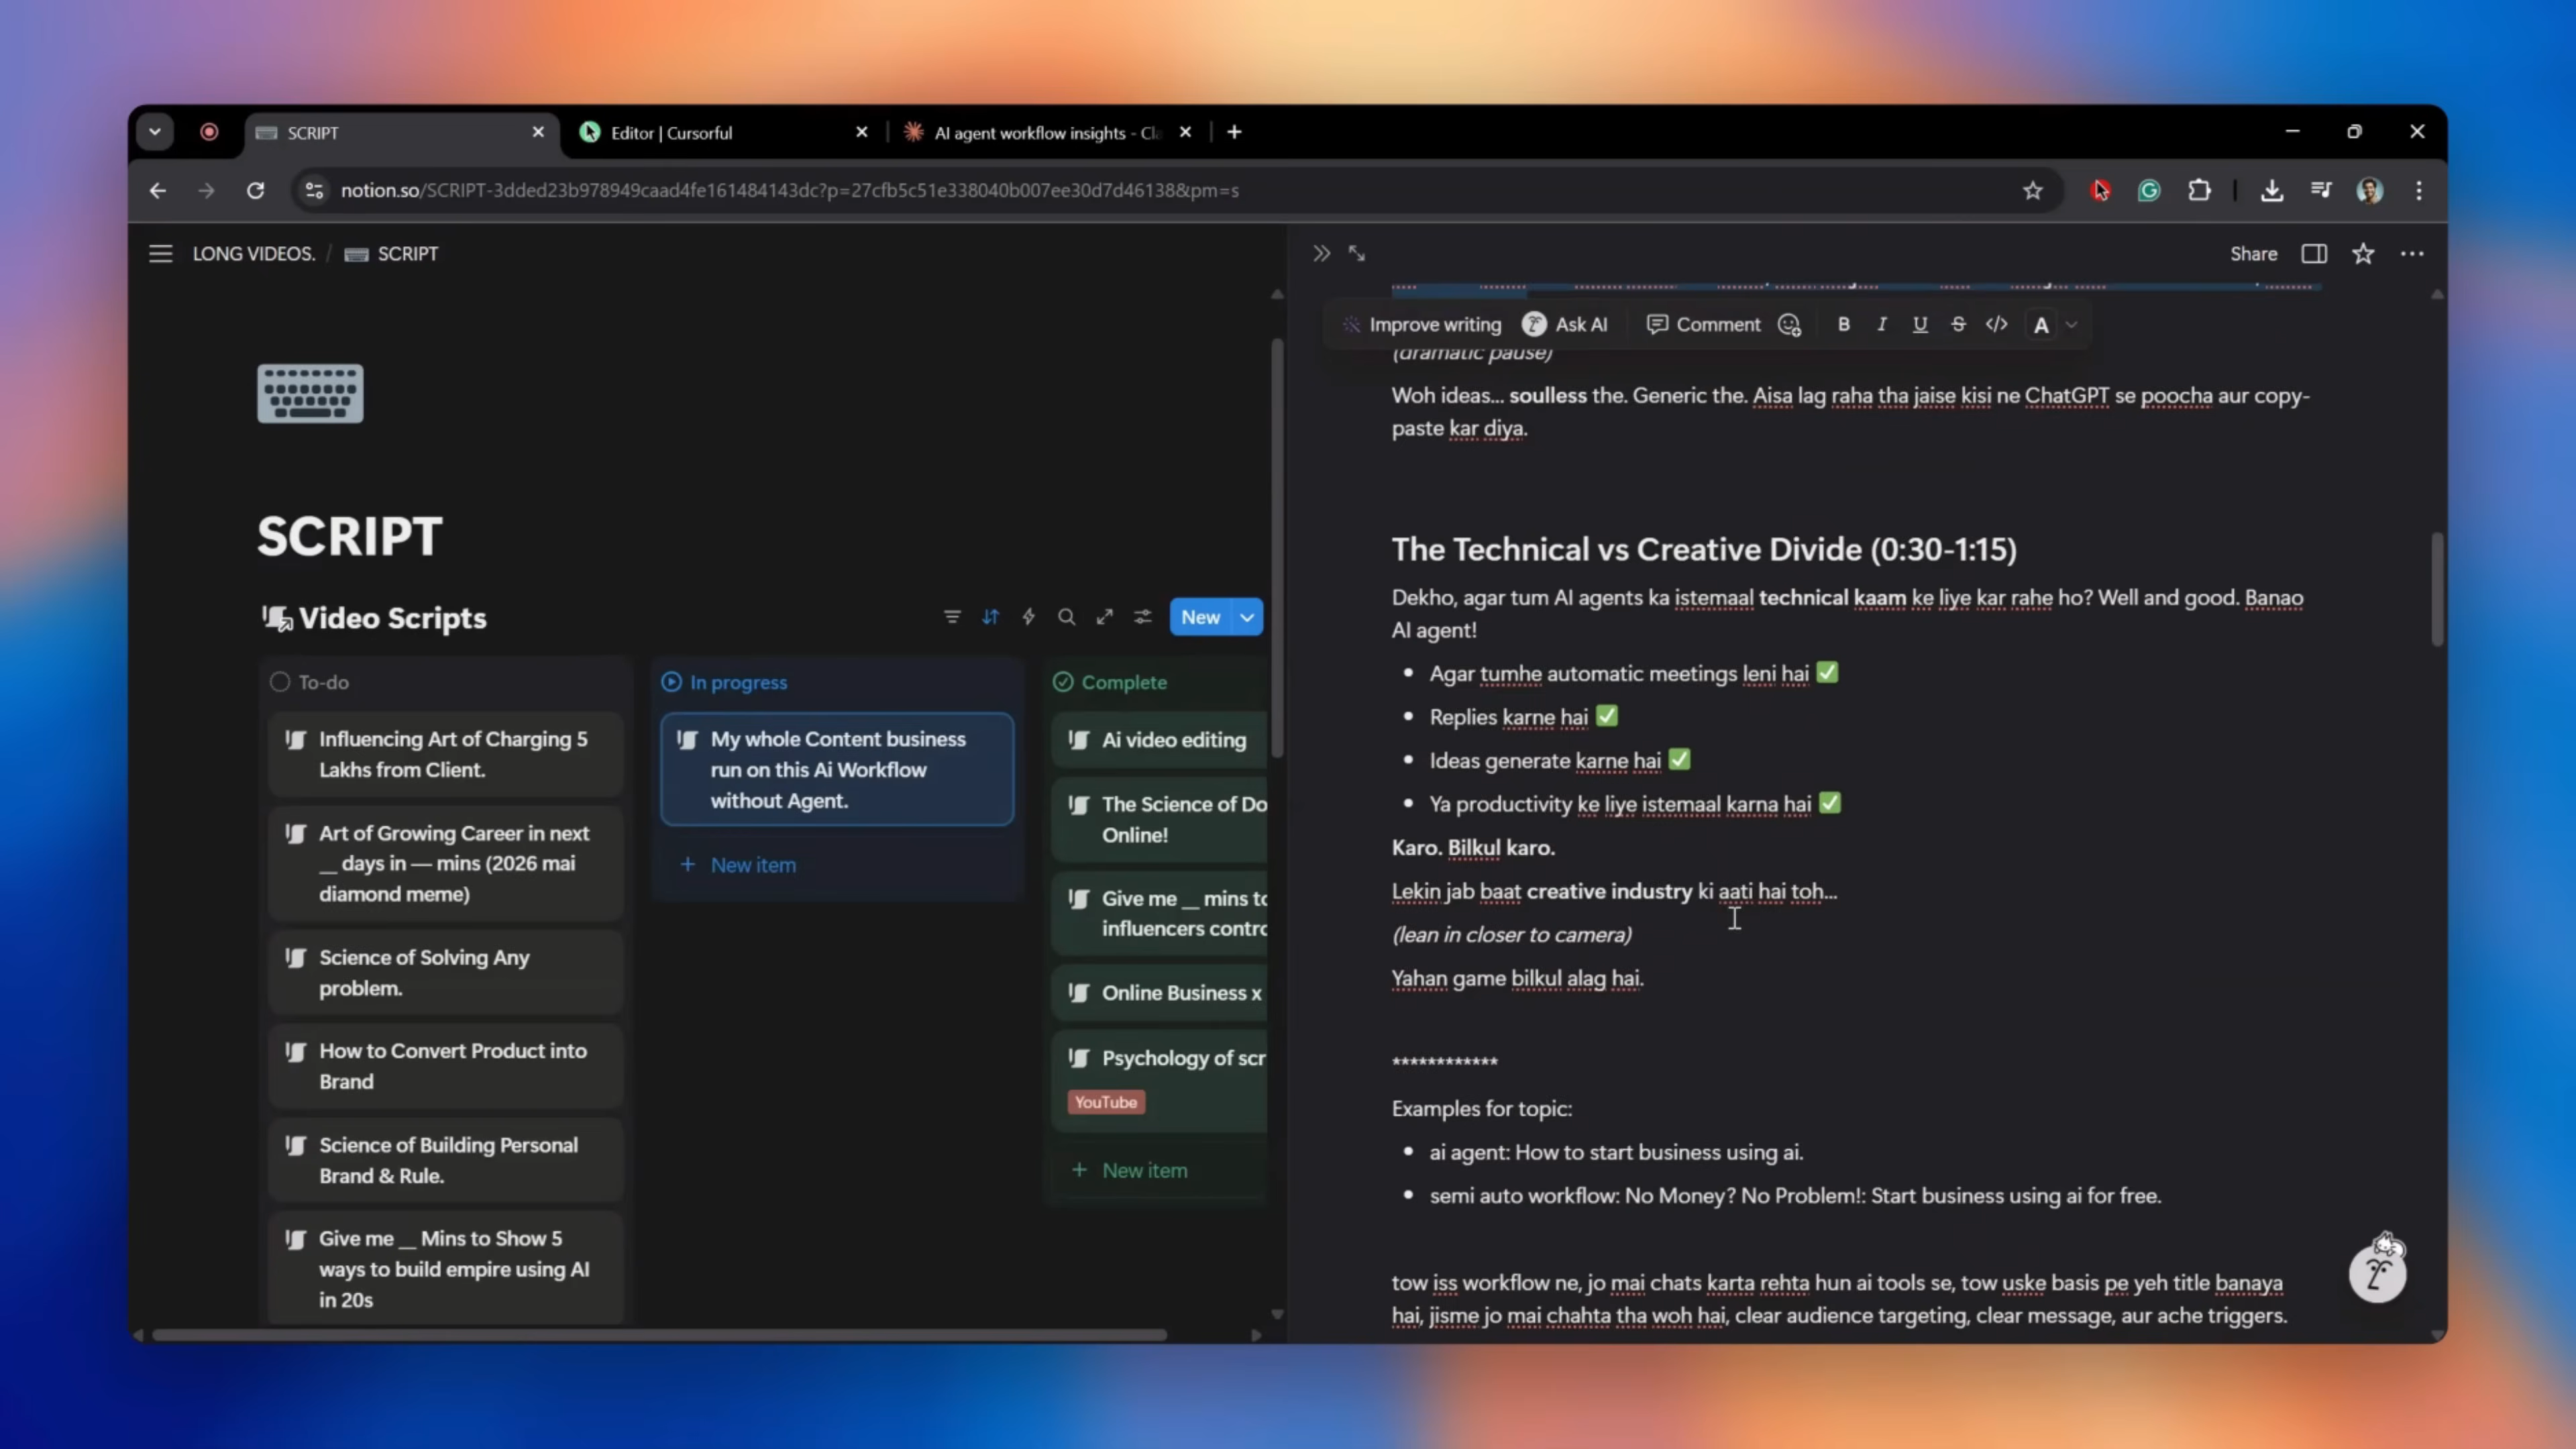 SCRIPT
Editor | Cursorful
AI agent workflow insights - Cla
notion.so/SCRIPT-3dded23b978949caad4fe161484143dc?p=27cfb5c51e338040b007ee30d7d46138&pm=s
LONG VIDEOS. / SCRIPT
Share
SCRIPT
Video Scripts
New
To-do
Influencing Art of Charging 5
Lakhs from Client.
Art of Growing Career in next
__ days in — mins (2026 mai
diamond meme)
Science of Solving Any
problem.
How to Convert Product into
Brand
Science of Building Personal
Brand & Rule.
Give me __ Mins to Show 5
ways to build empire using AI
in 20s
In progress
My whole Content business
run on this Ai Workflow
without Agent.
+ New item
Complete
Ai video editing
The Science of Do
Online!
Give me __ mins to
influencers contro
Online Business x
Psychology of scr
YouTube
+ New item
Improve writing
Ask AI
Comment
B I U S </> A
(dramatic pause)
Woh ideas... soulless the. Generic the. Aisa lag raha tha jaise kisi ne ChatGPT se poocha aur copy-
paste kar diya.
The Technical vs Creative Divide (0:30-1:15)
Dekho, agar tum AI agents ka istemaal technical kaam ke liye kar rahe ho? Well and good. Banao
AI agent!
• Agar tumhe automatic meetings leni hai ✅
• Replies karne hai ✅
• Ideas generate karne hai ✅
• Ya productivity ke liye istemaal karna hai ✅
Karo. Bilkul karo.
Lekin jab baat creative industry ki aati hai toh...
(lean in closer to camera)
Yahan game bilkul alag hai.
************
Examples for topic:
• ai agent: How to start business using ai.
• semi auto workflow: No Money? No Problem!: Start business using ai for free.
tow iss workflow ne, jo mai chats karta rehta hun ai tools se, tow uske basis pe yeh title banaya
hai, jisme jo mai chahta tha woh hai, clear audience targeting, clear message, aur ache triggers.